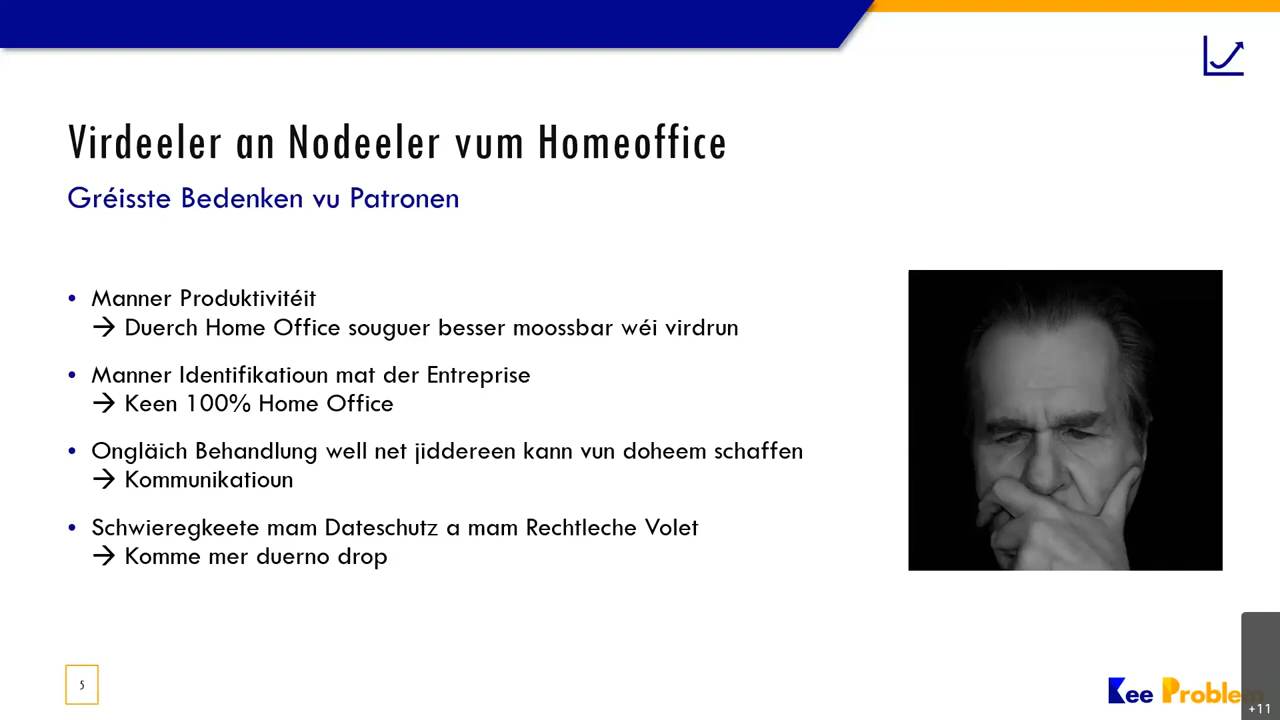 Virdeeler an Nodeeler vum Homeoffice
Gréisste Bedenken vu Patronen
• Manner Produktivitéit
→ Duerch Home Office souguer besser moossbar wéi virdrun
• Manner Identifikatioun mat der Entreprise
→ Keen 100% Home Office
• Ongläich Behandlung well net jiddereen kann vun doheem schaffen
→ Kommunikatioun
• Schwieregkeete mam Dateschutz a mam Rechtleche Volet
→ Komme mer duerno drop
5
Kee Problem
+11